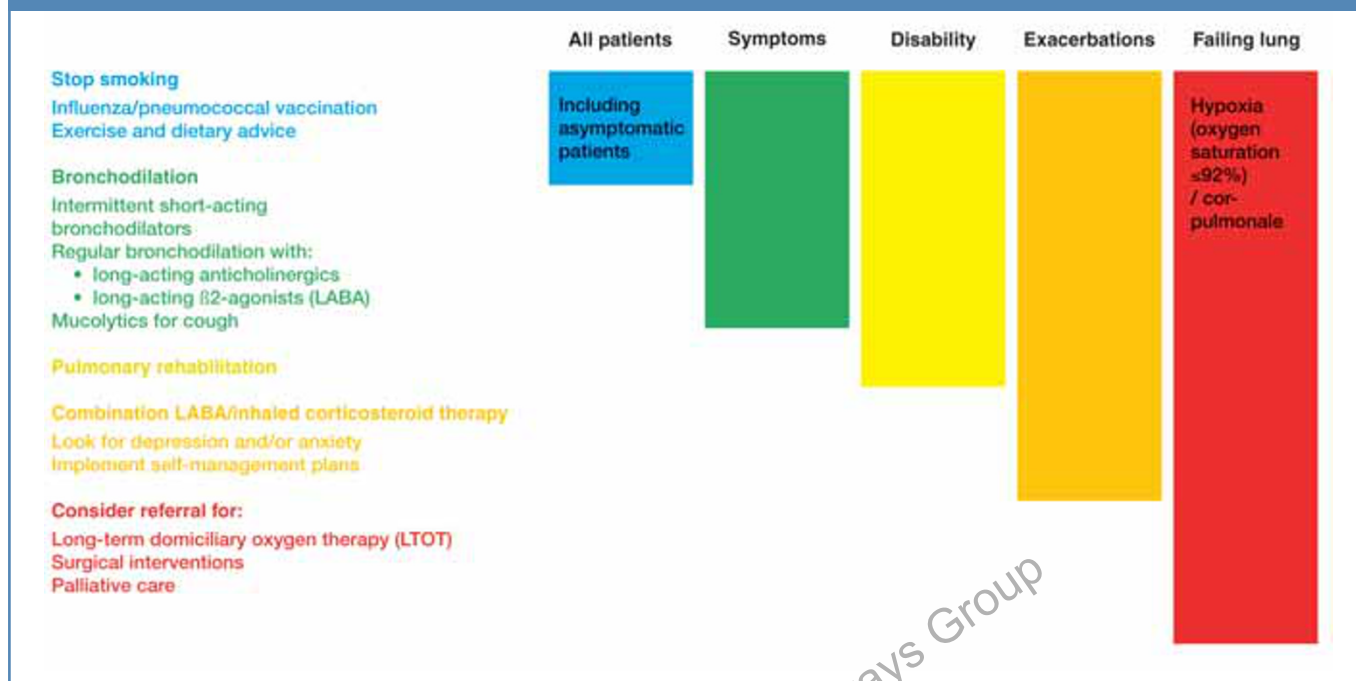 All patients Symptoms Disability Exacerbations Failing lung
Stop smoking
Influenza/pneumococcal vaccination
Exercise and dietary advice
Including
asymptomatic
patients
Hypoxia
(oxygen
saturation
≤92%)
/ cor-
pulmonale
Bronchodilation
Intermittent short-acting
bronchodilators
Regular bronchodilation with:
• long-acting anticholinergics
• long-acting ß2-agonists (LABA)
Mucolytics for cough
Pulmonary rehabilitation
Combination LABA/inhaled corticosteroid therapy
Look for depression and/or anxiety
Implement self-management plans
Consider referral for:
Long-term domiciliary oxygen therapy (LTOT)
Surgical interventions
Palliative care
Group